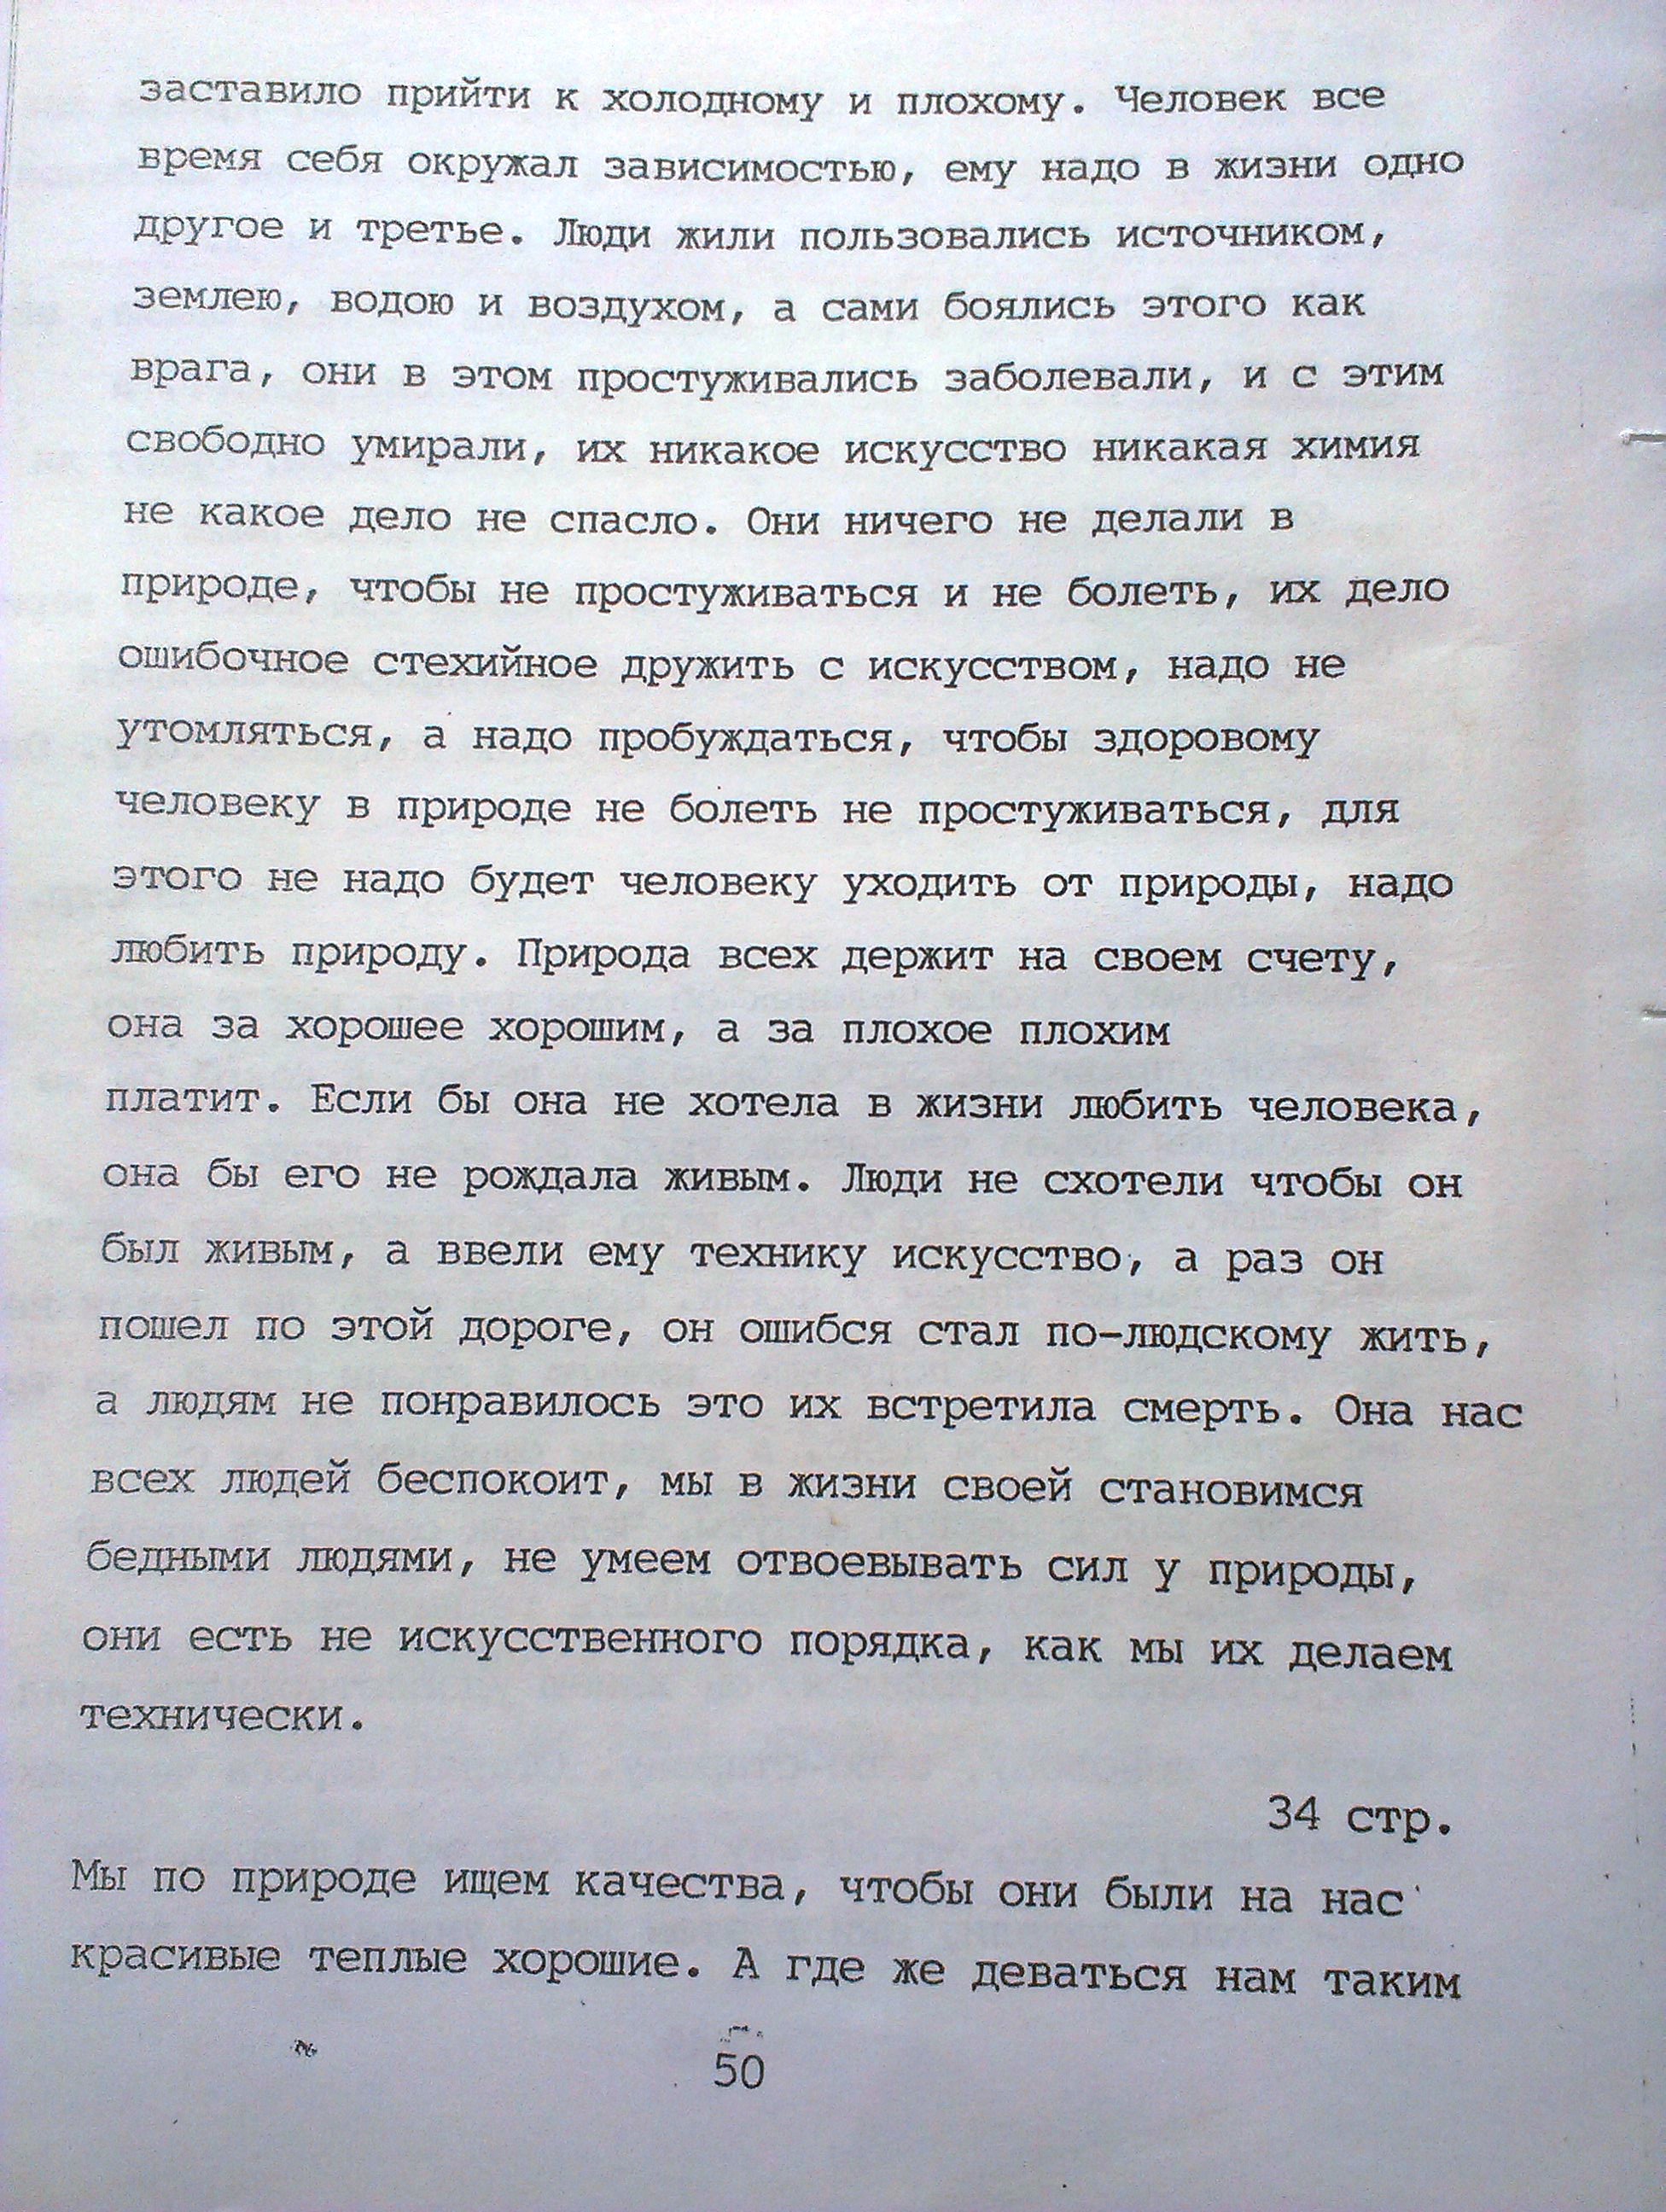 заставило прийти к холодному и плохому. Человек все
время себя окружал зависимостью, ему надо в жизни одно
другое и третье. Люди жили пользовались источником,
землею, водою и воздухом, а сами боялись этого как
врага, они в этом простуживались заболевали, и с этим
свободно умирали, их никакое искусство никакая химия
не какое дело не спасло. Они ничего не делали в
природе, чтобы не простуживаться и не болеть, их дело
ошибочное стехийное дружить с искусством, надо не
утомляться, а надо пробуждаться, чтобы здоровому
человеку в природе не болеть не простуживаться, для
этого не надо будет человеку уходить от природы, надо
любить природу. Природа всех держит на своем счету,
она за хорошее хорошим, а за плохое плохим
платит. Если бы она не хотела в жизни любить человека,
она бы его не рождала живым. Люди не схотели чтобы он
был живым, а ввели ему технику искусство, а раз он
пошел по этой дороге, он ошибся стал по-людскому жить,
а людям не понравилось это их встретила смерть. Она нас
всех людей беспокоит, мы в жизни своей становимся
бедными людями, не умеем отвоевывать сил у природы,
они есть не искусственного порядка, как мы их делаем
технически.
34 стр.
Мы по природе ищем качества, чтобы они были на нас
красивые теплые хорошие. А где же деваться нам таким
50